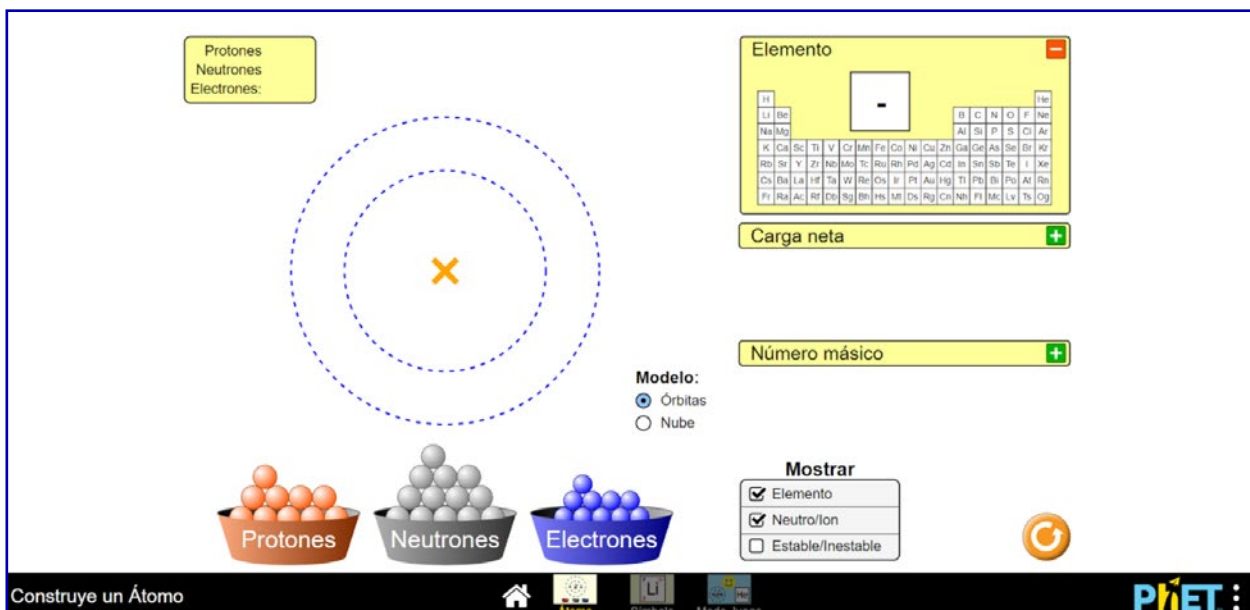 Protones
Neutrones
Electrones:
Elemento
-
H He
Li Be B C N O F Ne
Na Mg Al Si P S Cl Ar
K Ca Sc Ti V Cr Mn Fe Co Ni Cu Zn Ga Ge As Se Br Kr
Rb Sr Y Zr Nb Mo Tc Ru Rh Pd Ag Cd In Sn Sb Te I Xe
Cs Ba La Hf Ta W Re Os Ir Pt Au Hg Tl Pb Bi Po At Rn
Fr Ra Ac Rf Db Sg Bh Hs Mt Ds Rg Cn Nh Fl Mc Lv Ts Og
Carga neta
Número másico
Modelo:
Órbitas
Nube
Protones
Neutrones
Electrones
Mostrar
Elemento
Neutro/Ion
Estable/Inestable
Construye un Átomo
Átomo
Li
Símbolo
He
PhET